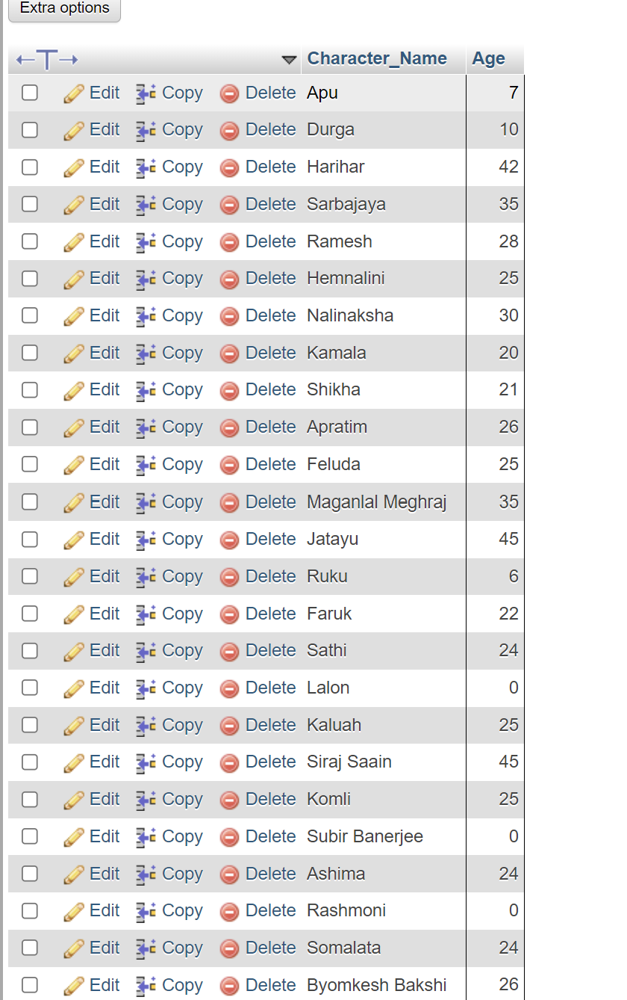 Extra options
Character_Name Age
Edit Copy Delete Apu 7
Edit Copy Delete Durga 10
Edit Copy Delete Harihar 42
Edit Copy Delete Sarbajaya 35
Edit Copy Delete Ramesh 28
Edit Copy Delete Hemnalini 25
Edit Copy Delete Nalinaksha 30
Edit Copy Delete Kamala 20
Edit Copy Delete Shikha 21
Edit Copy Delete Apratim 26
Edit Copy Delete Feluda 25
Edit Copy Delete Maganlal Meghraj 35
Edit Copy Delete Jatayu 45
Edit Copy Delete Ruku 6
Edit Copy Delete Faruk 22
Edit Copy Delete Sathi 24
Edit Copy Delete Lalon 0
Edit Copy Delete Kaluah 25
Edit Copy Delete Siraj Saain 45
Edit Copy Delete Komli 25
Edit Copy Delete Subir Banerjee 0
Edit Copy Delete Ashima 24
Edit Copy Delete Rashmoni 0
Edit Copy Delete Somalata 24
Edit Copy Delete Byomkesh Bakshi 26